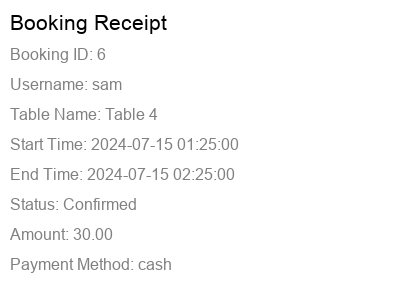 Booking Receipt
Booking ID: 6
Username: sam
Table Name: Table 4
Start Time: 2024-07-15 01:25:00
End Time: 2024-07-15 02:25:00
Status: Confirmed
Amount: 30.00
Payment Method: cash